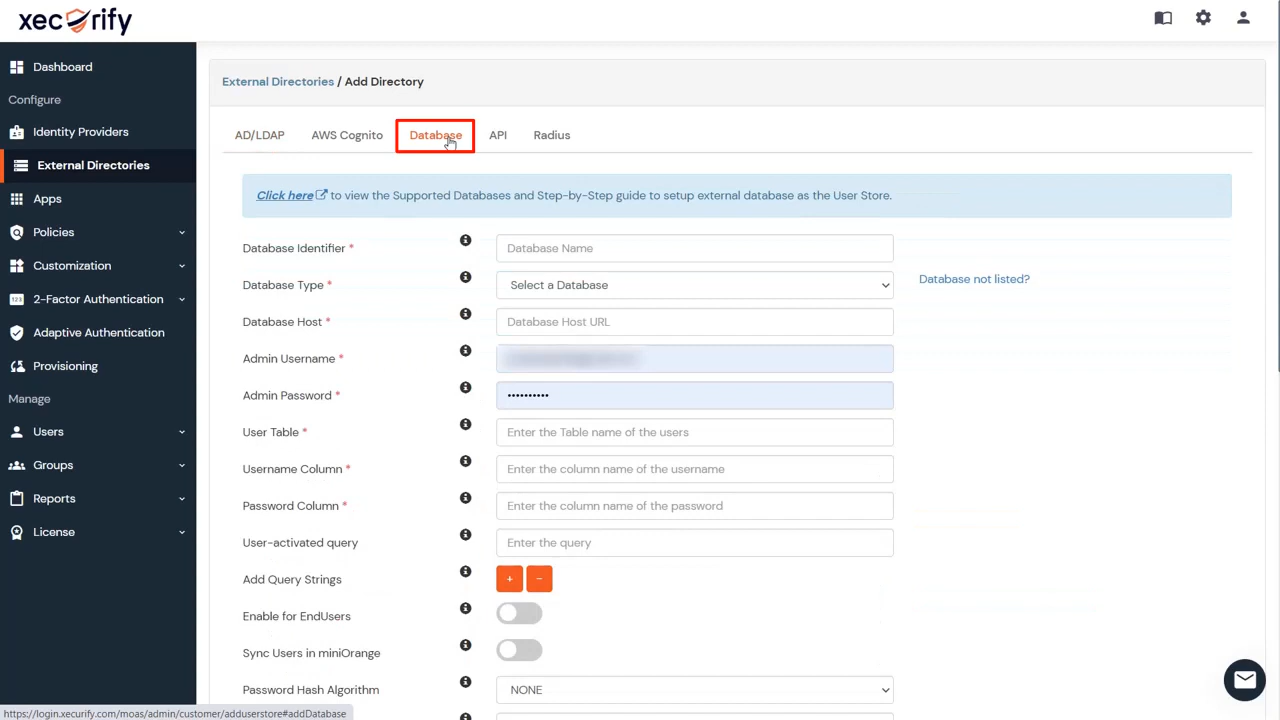 xecurify
Dashboard
Configure
Identity Providers
External Directories
Apps
Policies
Customization
2-Factor Authentication
Adaptive Authentication
Provisioning
Manage
Users
Groups
Reports
License
External Directories / Add Directory
AD/LDAP AWS Cognito Database API Radius
Click here to view the Supported Databases and Step-by-Step guide to setup external database as the User Store.
Database Identifier * Database Name
Database Type * Select a Database Database not listed?
Database Host * Database Host URL
Admin Username *
Admin Password * ••••••••••
User Table * Enter the Table name of the users
Username Column * Enter the column name of the username
Password Column * Enter the column name of the password
User-activated query Enter the query
Add Query Strings + -
Enable for EndUsers
Sync Users in miniOrange
Password Hash Algorithm NONE
https://login.xecurify.com/moas/admin/customer/adduserstore#addDatabase